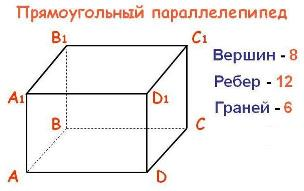 Прямоугольный параллелепипед
B₁
C₁
Вершин - 8
Ребер - 12
A₁
D₁
Граней - 6
B
C
A
D